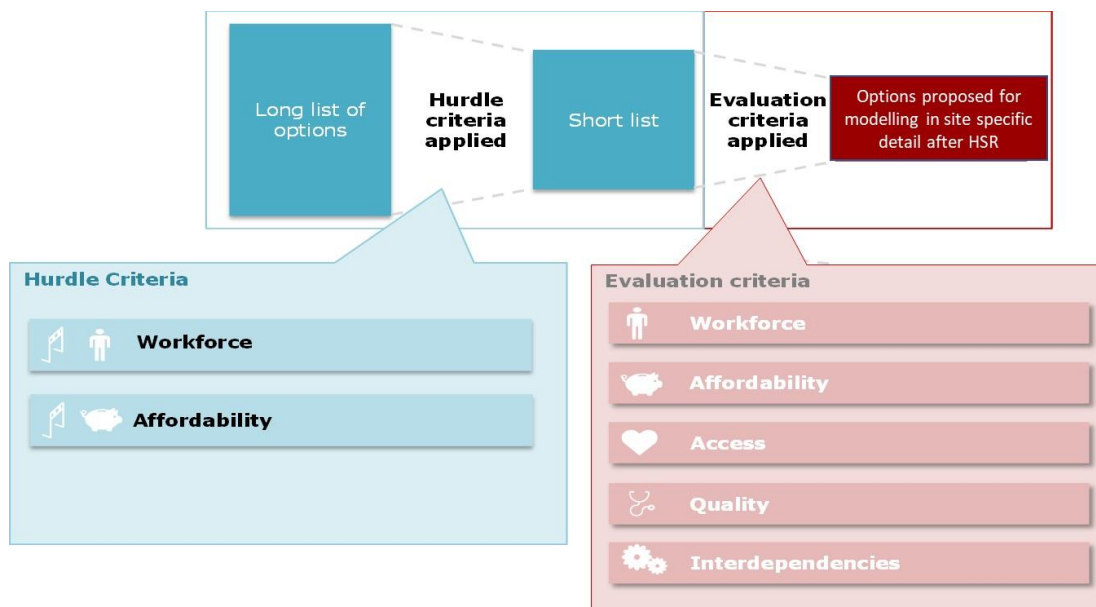 Long list of
options
Hurdle
criteria
applied
Short list
Evaluation
criteria
applied
Options proposed for
modelling in site specific
detail after HSR
Hurdle Criteria
Workforce
Affordability
Evaluation criteria
Workforce
Affordability
Access
Quality
Interdependencies